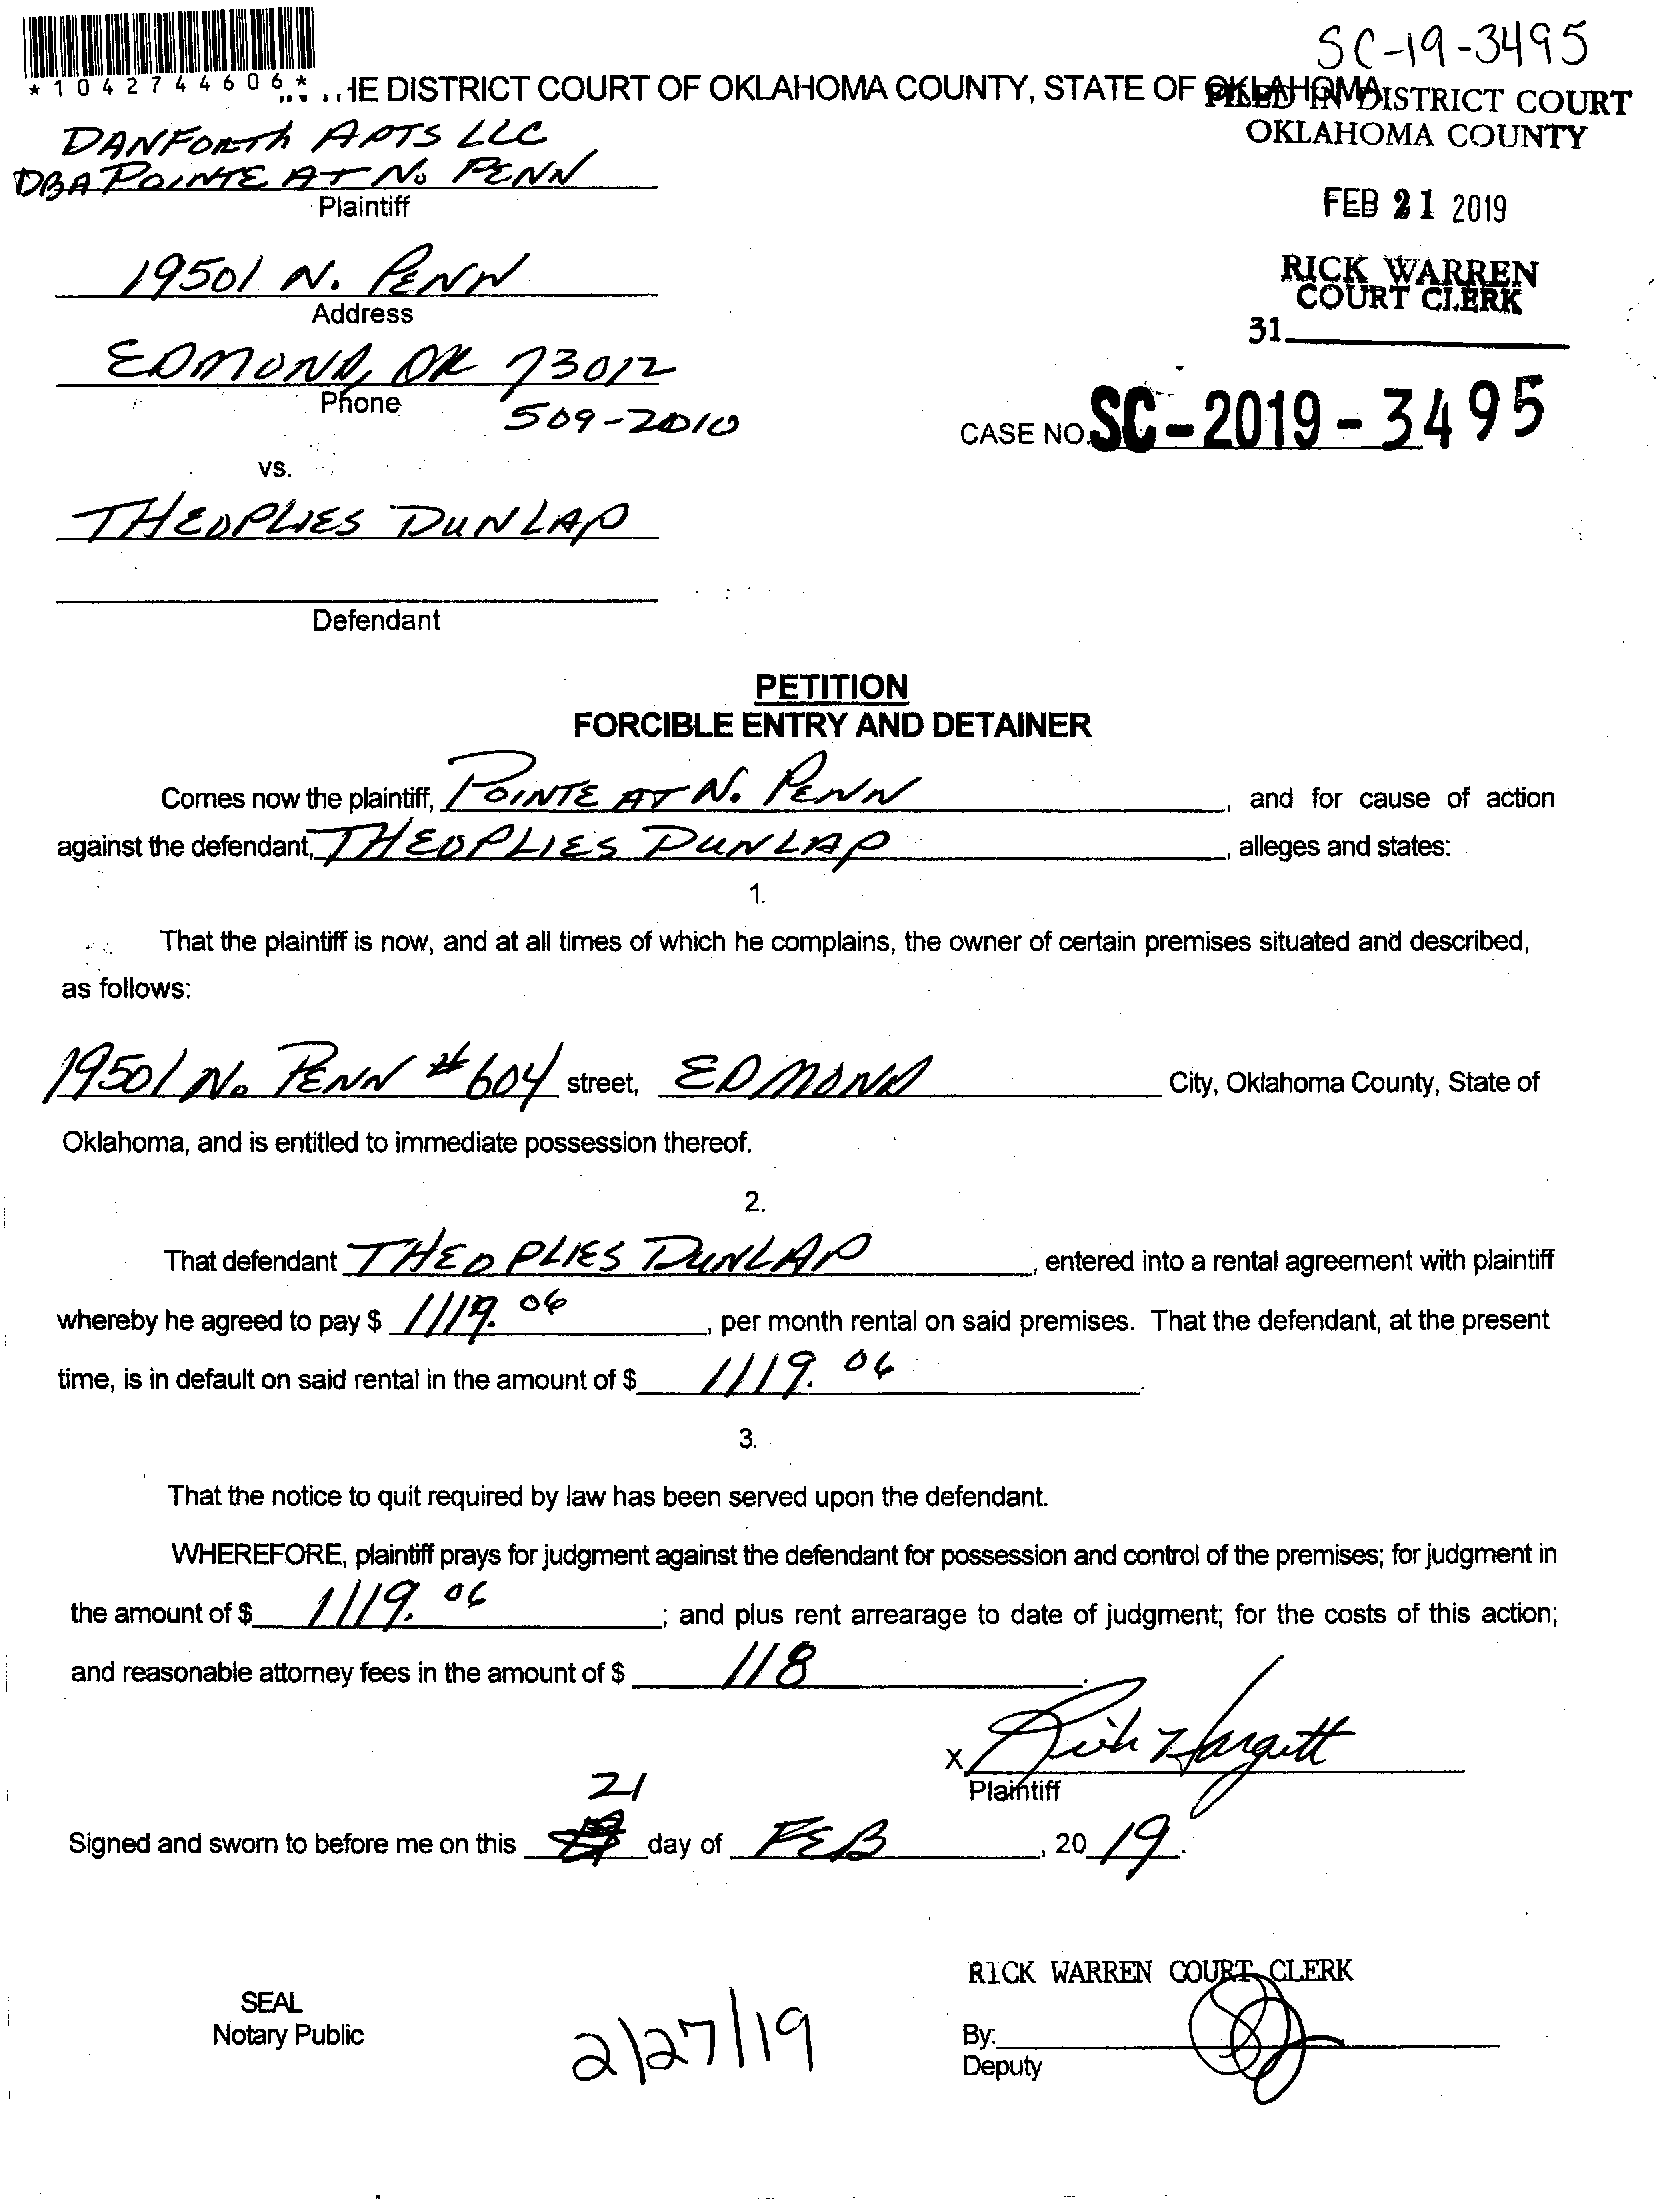 SC-19-3495
*1042744606*
HE DISTRICT COURT OF OKLAHOMA COUNTY, STATE OF OKLAHOMA
FILED IN DISTRICT COURT
OKLAHOMA COUNTY
DANFORTH APTS LLC
DBA POINTE AT N. PENN
Plaintiff
FEB 21 2019
RICK WARREN
COURT CLERK
31
19501 N. PENN
Address
EDMOND, OK 73012
Phone
509-2010
CASE NO. SC-2019-3495
vs.
THEOPLIES DUNLAP
Defendant
PETITION
FORCIBLE ENTRY AND DETAINER
Comes now the plaintiff, POINTE AT N. PENN, and for cause of action
against the defendant, THEOPLIES DUNLAP, alleges and states:
1.
That the plaintiff is now, and at all times of which he complains, the owner of certain premises situated and described,
as follows:
19501 N. PENN #604 street, EDMOND City, Oklahoma County, State of
Oklahoma, and is entitled to immediate possession thereof.
2.
That defendant THEOPLIES DUNLAP, entered into a rental agreement with plaintiff
whereby he agreed to pay $ 1119.06, per month rental on said premises. That the defendant, at the present
time, is in default on said rental in the amount of $ 1119.06.
3.
That the notice to quit required by law has been served upon the defendant.
WHEREFORE, plaintiff prays for judgment against the defendant for possession and control of the premises; for judgment in
the amount of $ 1119.06; and plus rent arrearage to date of judgment; for the costs of this action;
and reasonable attorney fees in the amount of $ 118.
X Rich Hargett
Plaintiff
21
Signed and sworn to before me on this day of FEB, 20 19.
RICK WARREN COURT CLERK
SEAL
Notary Public
2/27/19
By:
Deputy